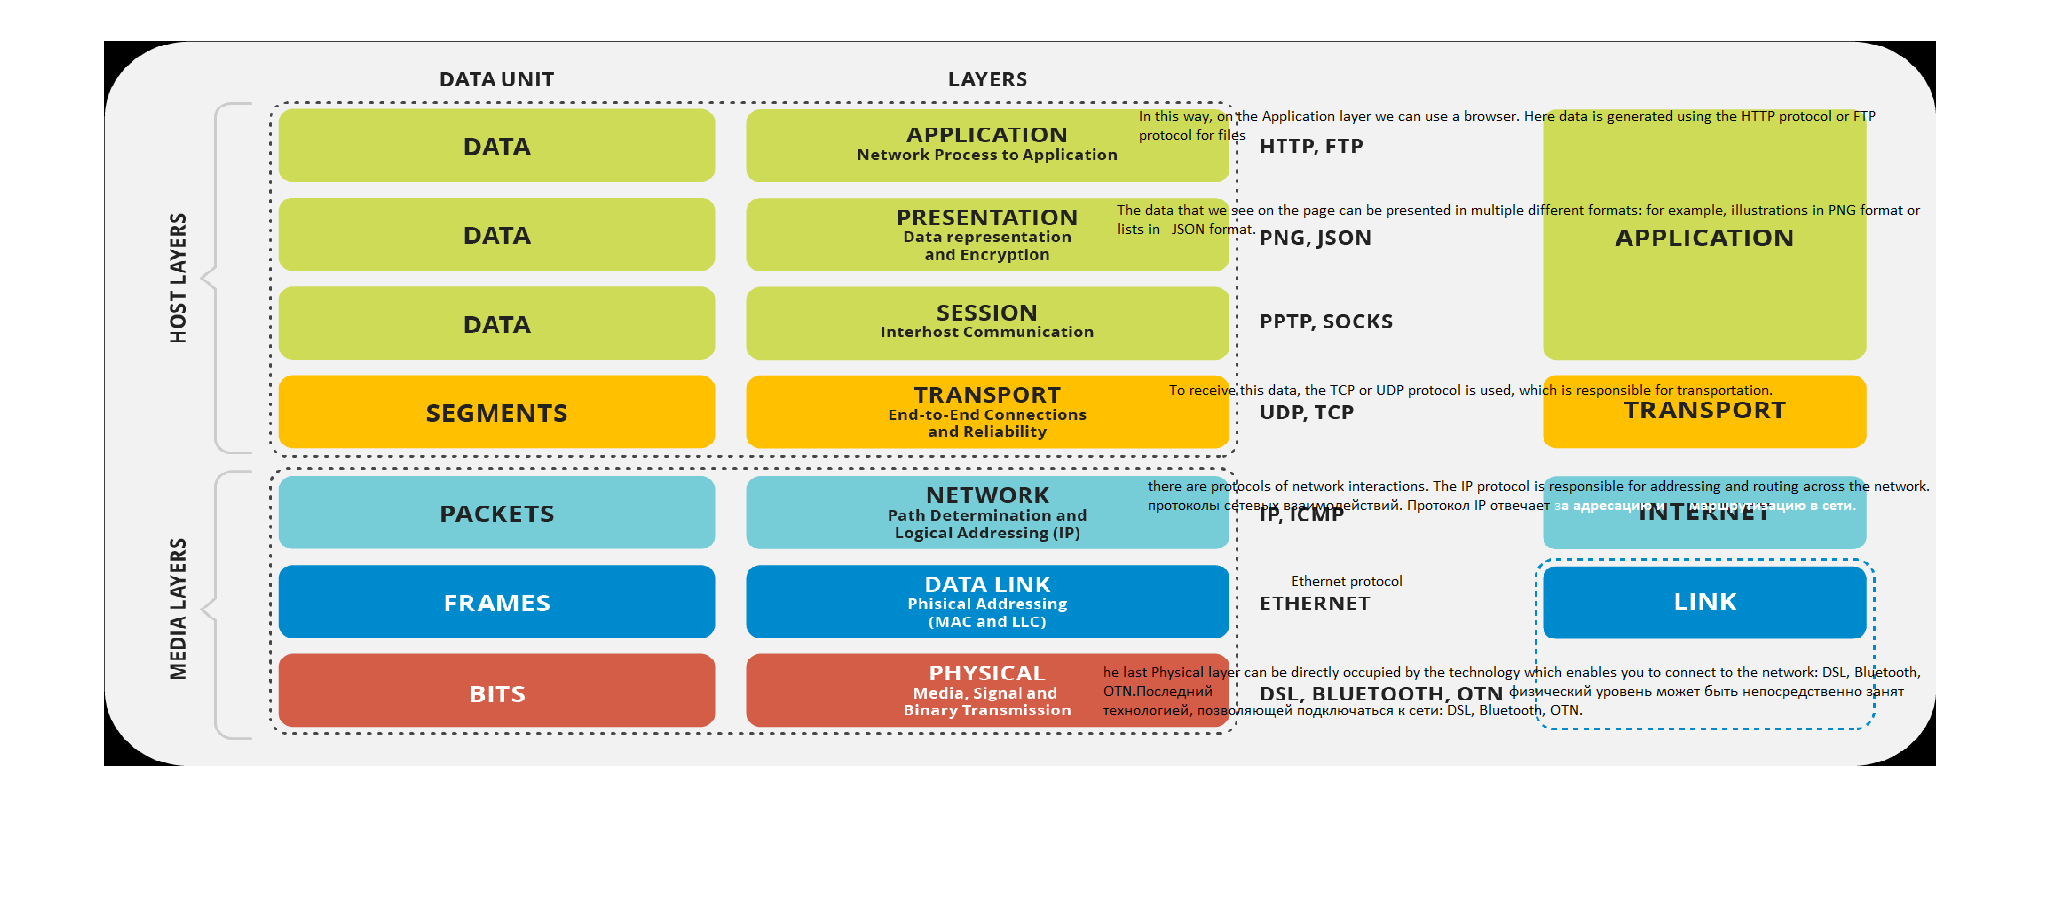 DATA UNIT
LAYERS
HOST LAYERS
DATA
APPLICATION
Network Process to Application
In this way, on the Application layer we can use a browser. Here data is generated using the HTTP protocol or FTP
protocol for files
HTTP, FTP
DATA
PRESENTATION
Data representation
and Encryption
The data that we see on the page can be presented in multiple different formats: for example, illustrations in PNG format or
lists in JSON format.
PNG, JSON
APPLICATION
DATA
SESSION
Interhost Communication
PPTP, SOCKS
SEGMENTS
TRANSPORT
End-to-End Connections
and Reliability
To receive this data, the TCP or UDP protocol is used, which is responsible for transportation.
UDP, TCP
TRANSPORT
MEDIA LAYERS
PACKETS
NETWORK
Path Determination and
Logical Addressing (IP)
there are protocols of network interactions. The IP protocol is responsible for addressing and routing across the network.
протоколы сетевых взаимодействий. Протокол IP отвечает за адресацию и маршрутизацию в сети.
IP, ICMP
INTERNET
FRAMES
DATA LINK
Phisical Addressing
(MAC and LLC)
Ethernet protocol
ETHERNET
LINK
BITS
PHYSICAL
Media, Signal and
Binary Transmission
he last Physical layer can be directly occupied by the technology which enables you to connect to the network: DSL, Bluetooth,
OTN.Последний физический уровень может быть непосредственно занят
технологией, позволяющей подключаться к сети: DSL, Bluetooth, OTN.
DSL, BLUETOOTH, OTN